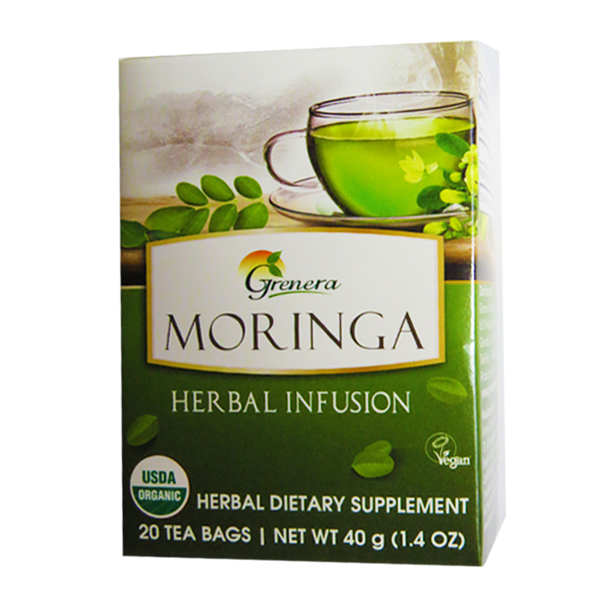 Grenera
MORINGA
HERBAL INFUSION
Vegan
USDA
ORGANIC
HERBAL DIETARY SUPPLEMENT
20 TEA BAGS | NET WT 40 g (1.4 OZ)